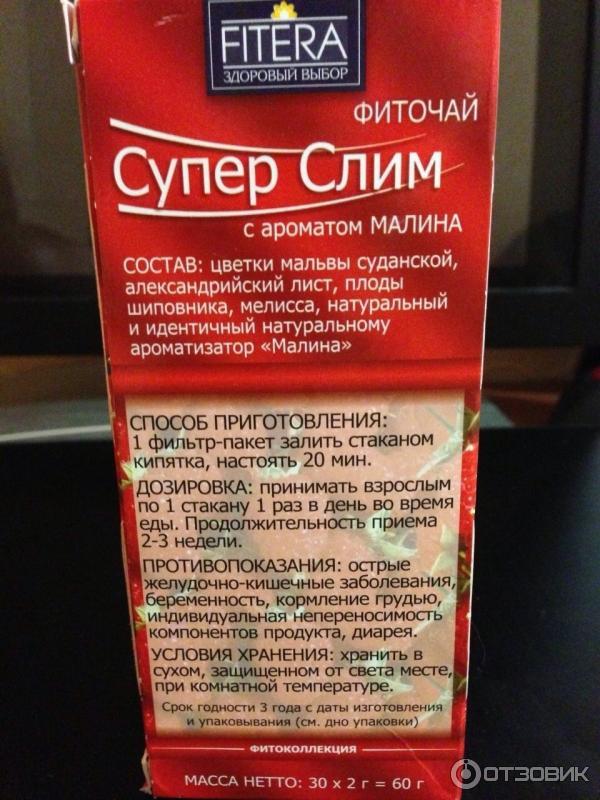 FITERA
ЗДОРОВЫЙ ВЫБОР
ФИТОЧАЙ
Супер Слим
с ароматом МАЛИНА
СОСТАВ: цветки мальвы суданской,
александрийский лист, плоды
шиповника, мелисса, натуральный
и идентичный натуральному
ароматизатор «Малина»
СПОСОБ ПРИГОТОВЛЕНИЯ:
1 фильтр-пакет залить стаканом
кипятка, настоять 20 мин.
ДОЗИРОВКА: принимать взрослым
по 1 стакану 1 раз в день во время
еды. Продолжительность приема
2-3 недели.
ПРОТИВОПОКАЗАНИЯ: острые
желудочно-кишечные заболевания,
беременность, кормление грудью,
индивидуальная непереносимость
компонентов продукта, диарея.
УСЛОВИЯ ХРАНЕНИЯ: хранить в
сухом, защищенном от света месте,
при комнатной температуре.
Срок годности 3 года с даты изготовления
и упаковывания (см. дно упаковки)
ФИТОКОЛЛЕКЦИЯ
МАССА НЕТТО: 30 х 2 г = 60 г
ОТЗОВИК